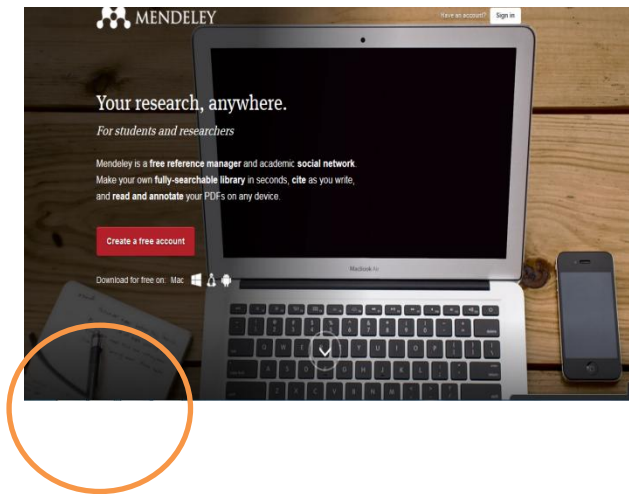 MENDELEY
Have an account? Sign in
Your research, anywhere.
For students and researchers
Mendeley is a free reference manager and academic social network.
Make your own fully-searchable library in seconds, cite as you write,
and read and annotate your PDFs on any device.
Create a free account
Download for free on: Mac
MacBook Air
Q W E R T Y U I O P
A S D F G H J K L
Z X C V B N M